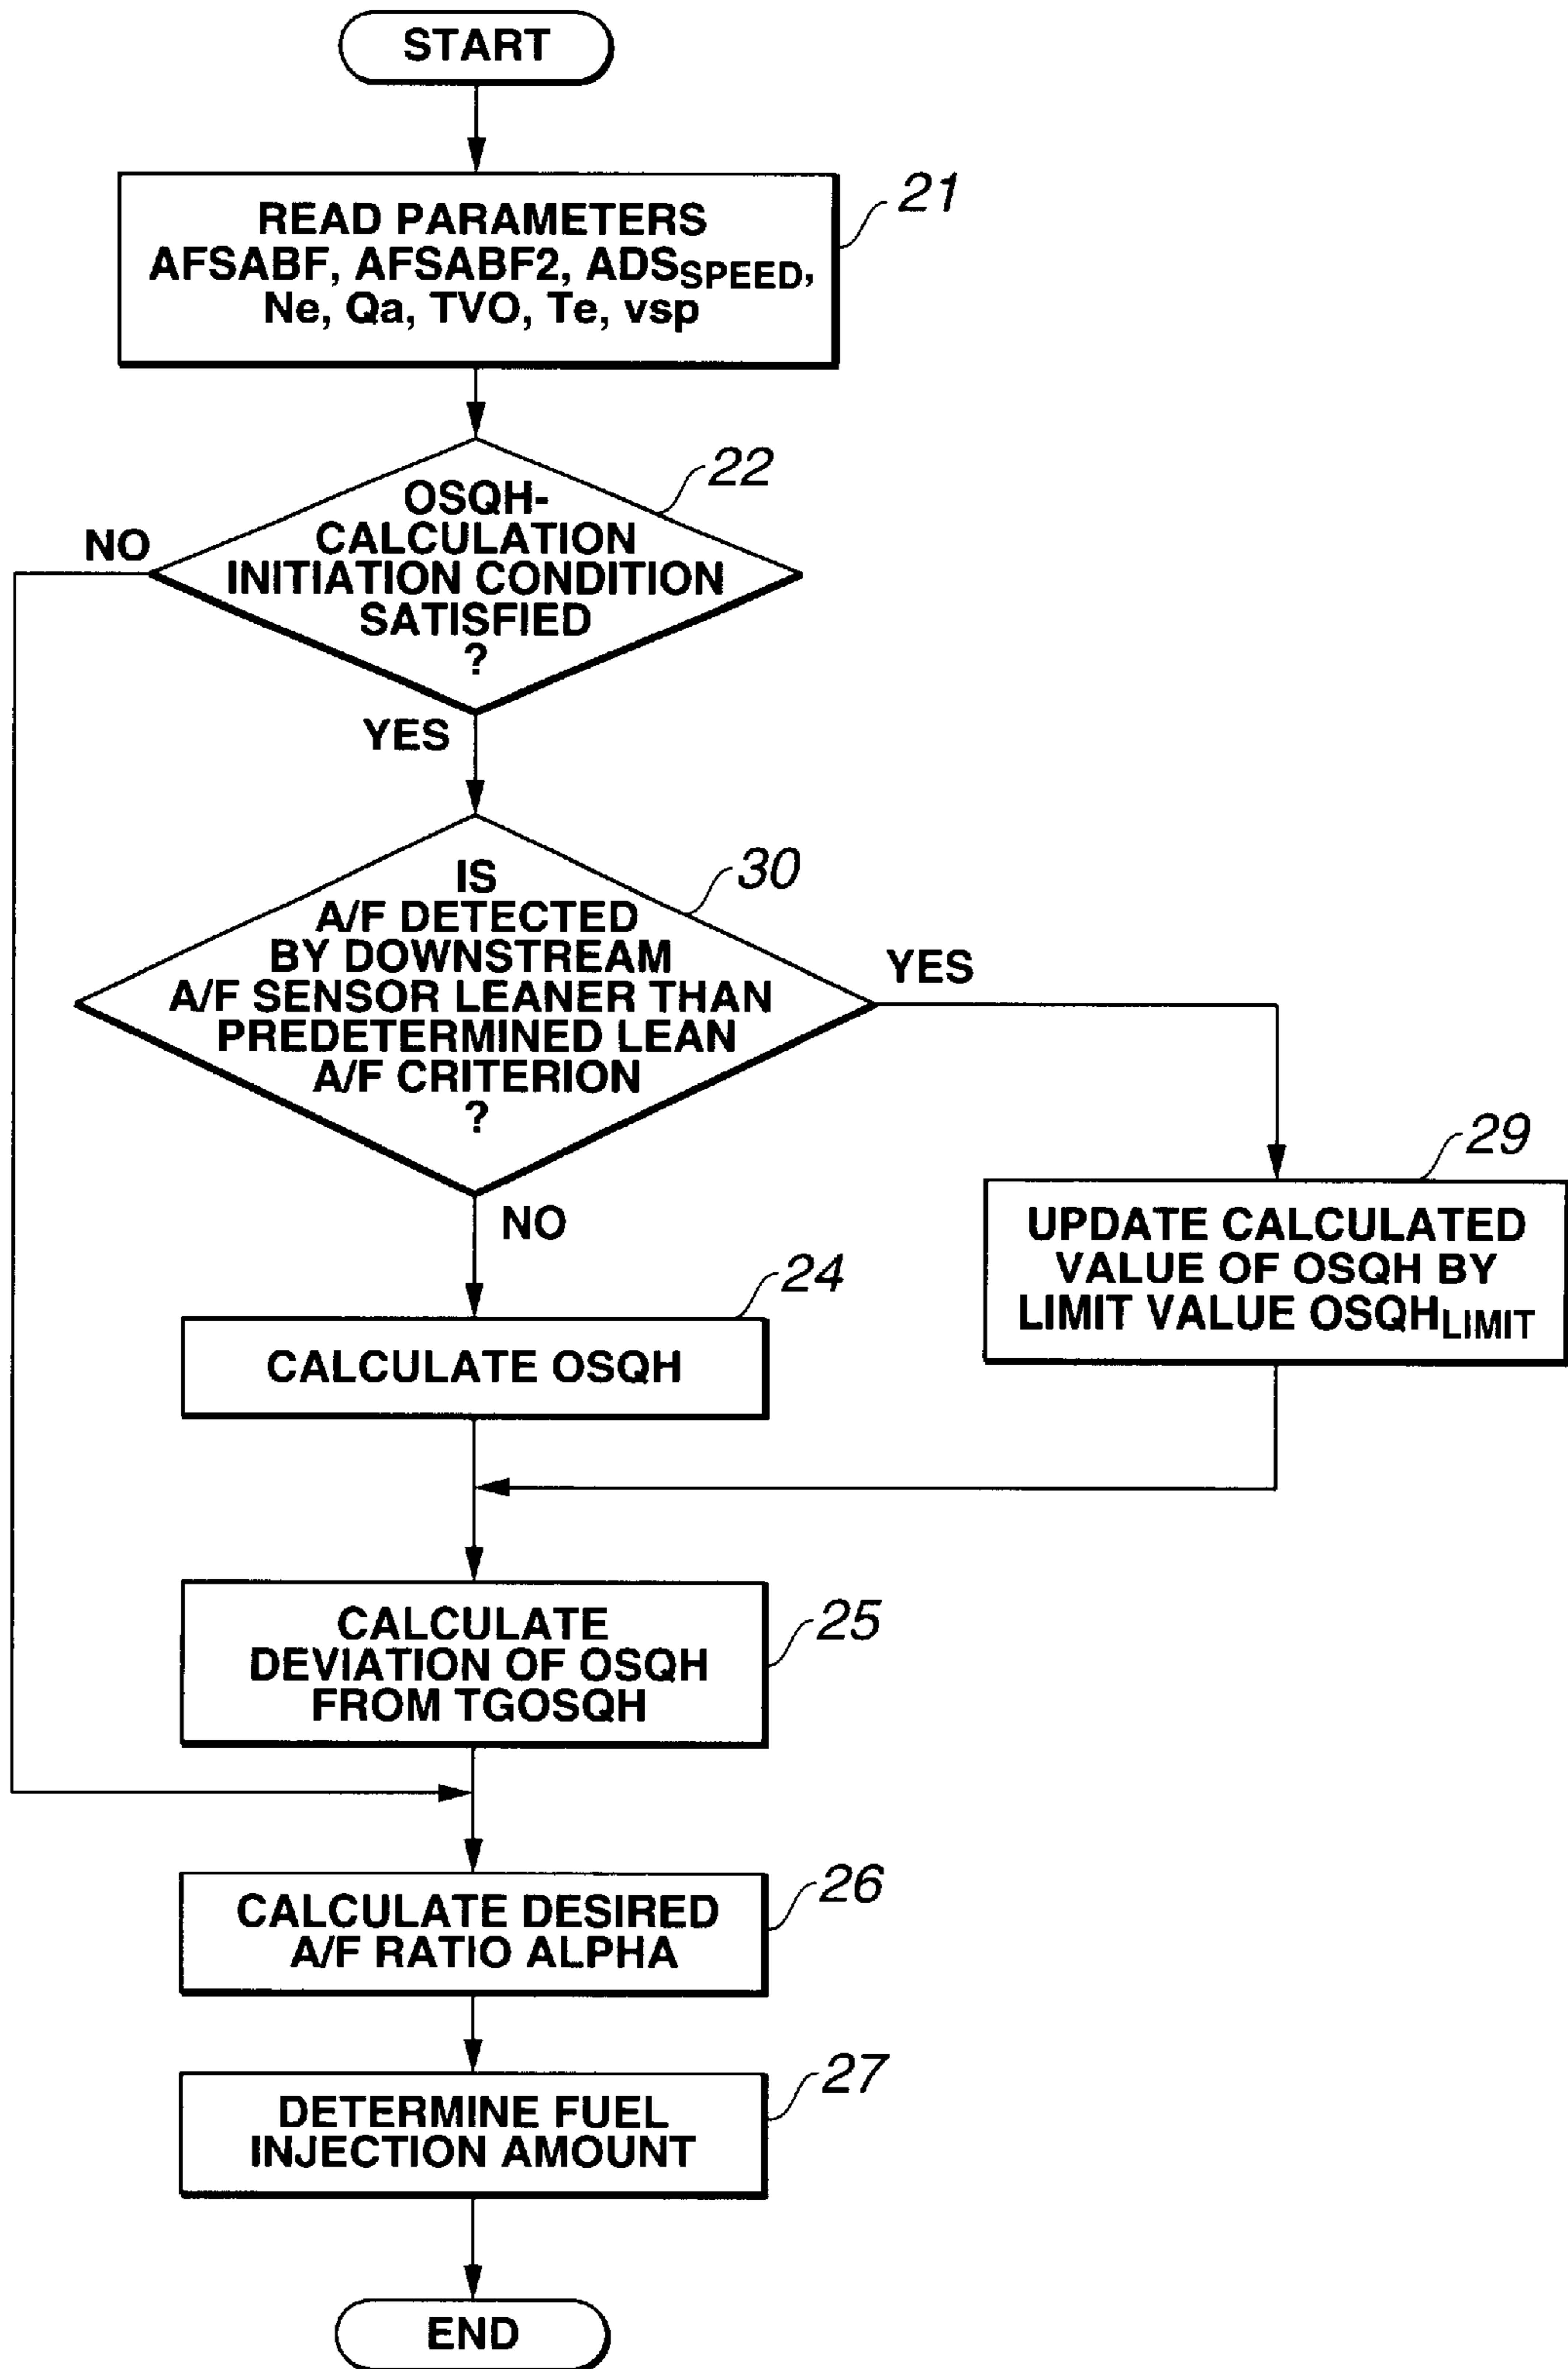 START
READ PARAMETERS
AFSABF, AFSABF2, ADSSPEED,
Ne, Qa, TVO, Te, vsp
21
22
OSQH-
CALCULATION
INITIATION CONDITION
SATISFIED
?
NO
YES
30
IS
A/F DETECTED
BY DOWNSTREAM
A/F SENSOR LEANER THAN
PREDETERMINED LEAN
A/F CRITERION
?
YES
NO
29
UPDATE CALCULATED
VALUE OF OSQH BY
LIMIT VALUE OSQHLIMIT
24
CALCULATE OSQH
25
CALCULATE
DEVIATION OF OSQH
FROM TGOSQH
26
CALCULATE DESIRED
A/F RATIO ALPHA
27
DETERMINE FUEL
INJECTION AMOUNT
END